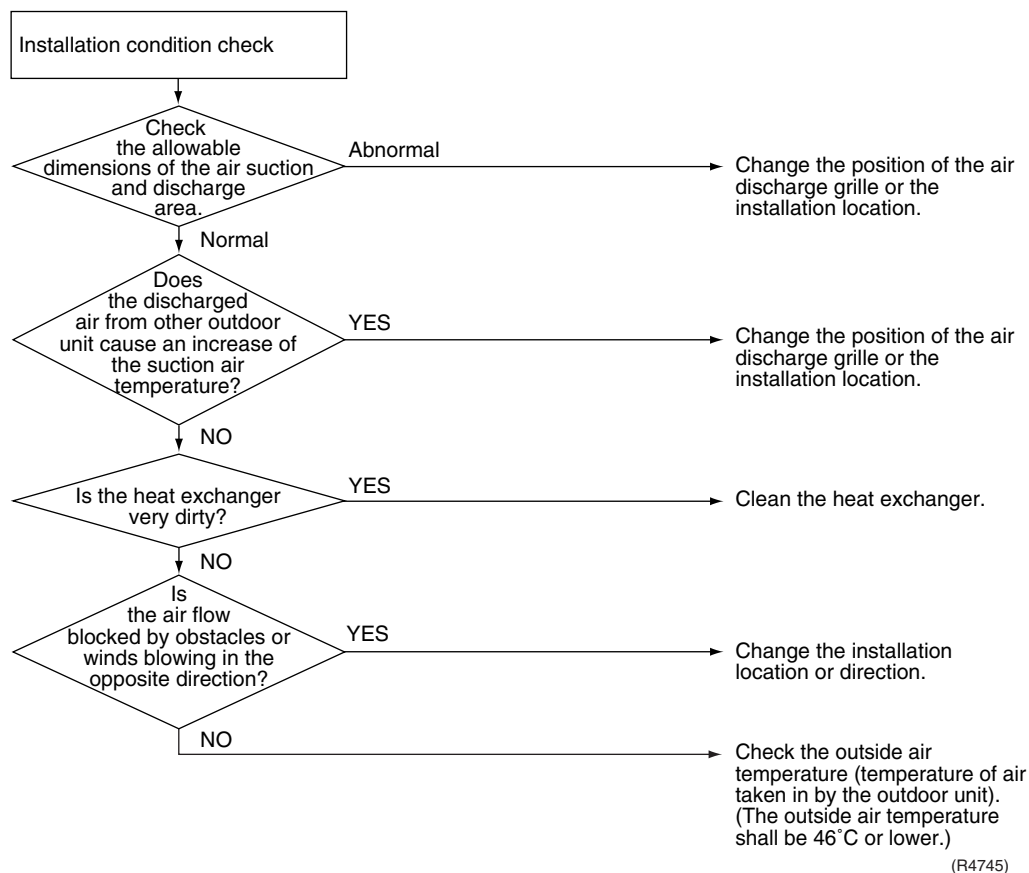 Installation condition check
Check
the allowable
dimensions of the air suction
and discharge
area.
Abnormal
Change the position of the air
discharge grille or the
installation location.
Normal
Does
the discharged
air from other outdoor
unit cause an increase of
the suction air
temperature?
YES
Change the position of the air
discharge grille or the
installation location.
NO
Is the heat exchanger
very dirty?
YES
Clean the heat exchanger.
NO
Is
the air flow
blocked by obstacles or
winds blowing in the
opposite direction?
YES
Change the installation
location or direction.
NO
Check the outside air
temperature (temperature of air
taken in by the outdoor unit).
(The outside air temperature
shall be 46°C or lower.)
(R4745)